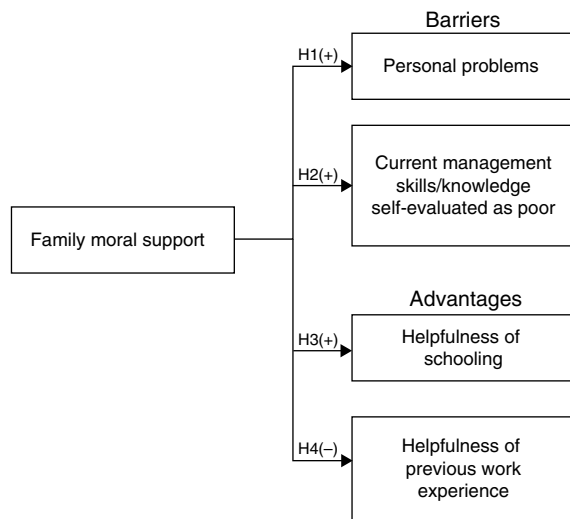 Barriers
H1(+)
Personal problems
H2(+)
Current management
skills/knowledge
self-evaluated as poor
Family moral support
Advantages
H3(+)
Helpfulness of
schooling
H4(–)
Helpfulness of
previous work
experience